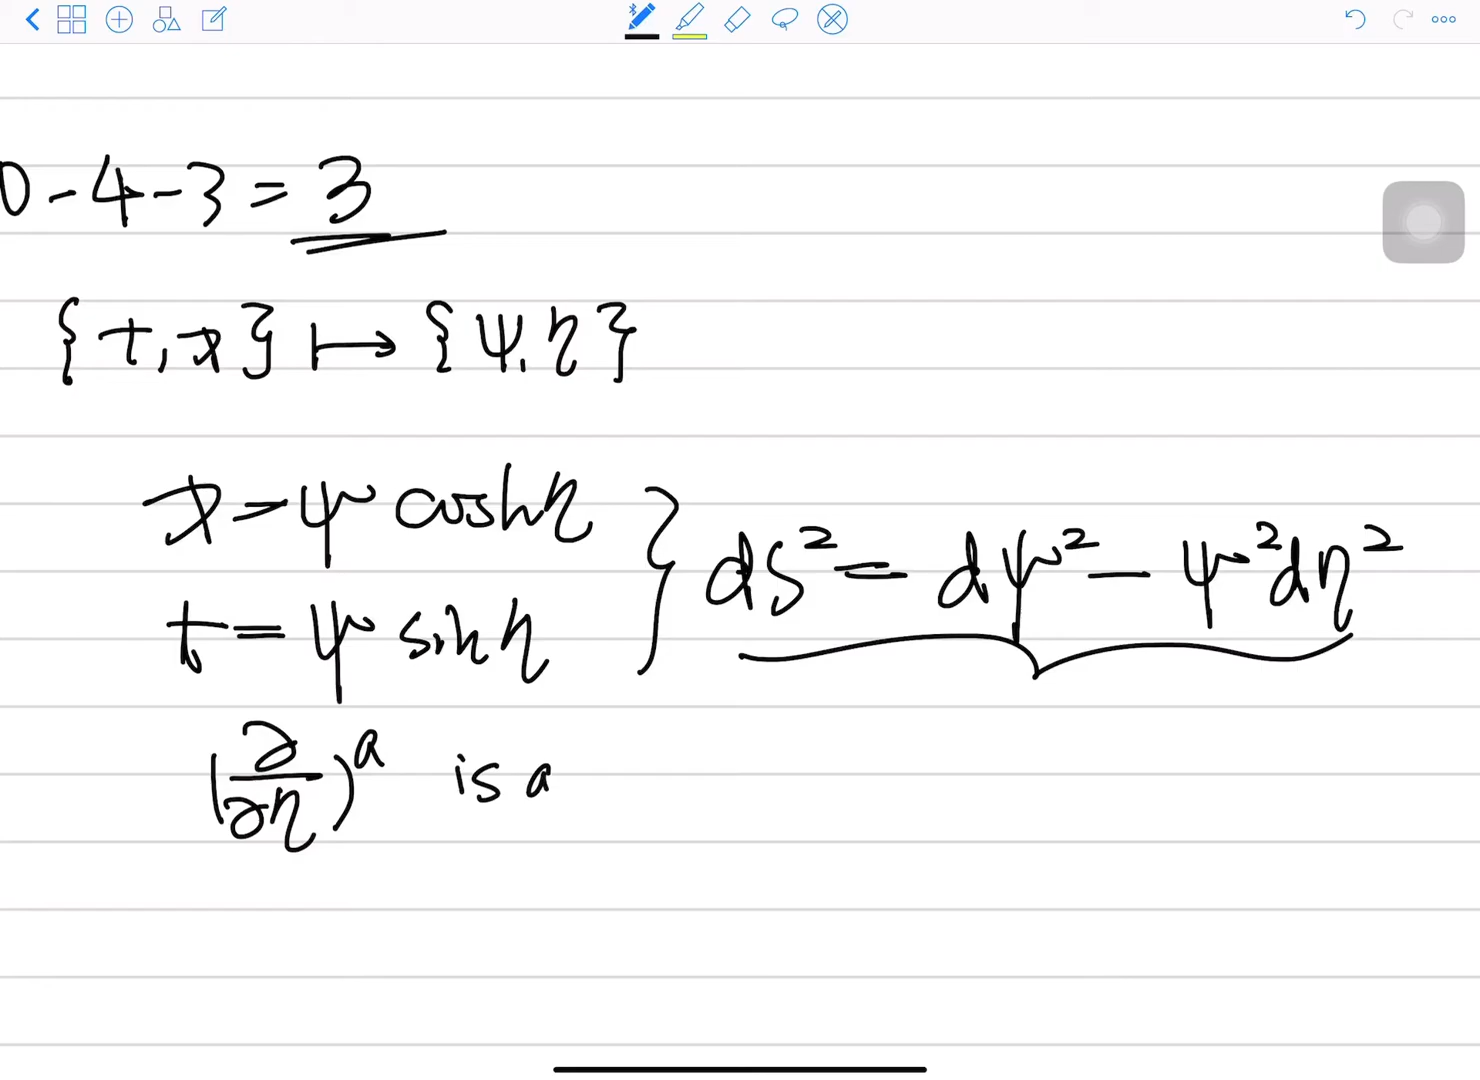 0 - 4 - 3 = 3
{t, x} ↦ {ψ, η}
x = ψ cosh η
t = ψ sinh η
} ds² = dψ² - ψ²dη²
(∂/∂η)ᵃ is a